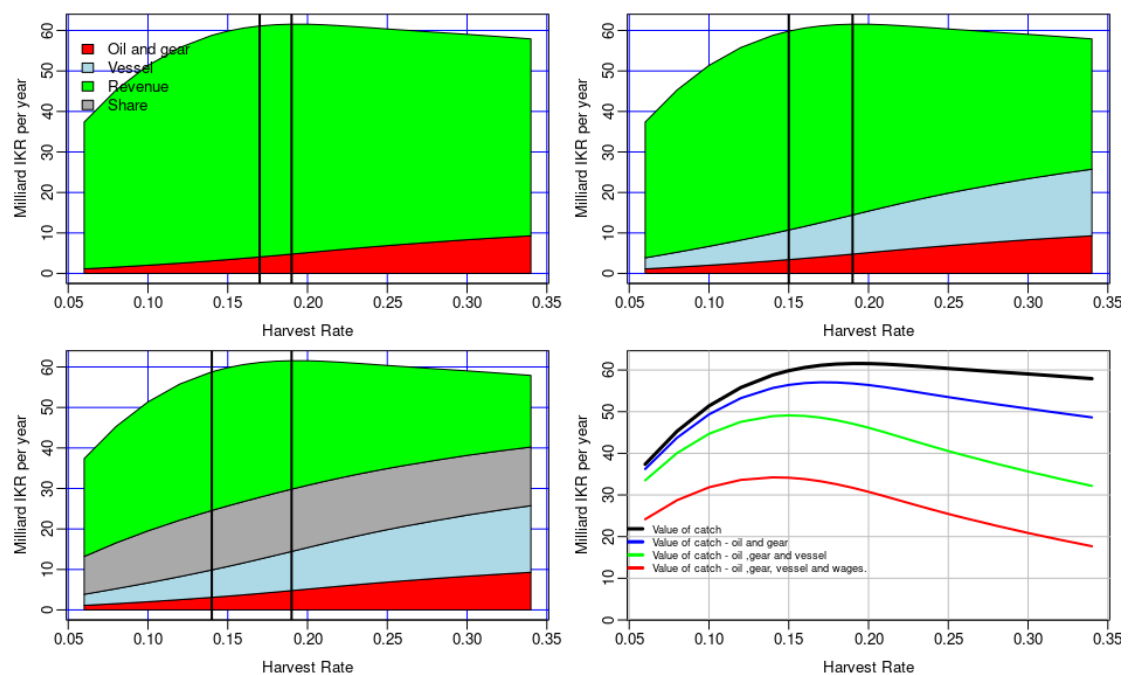 0 10 20 30 40 50 60
Milliard IKR per year
Oil and gear
Vessel
Revenue
Share
0.05 0.10 0.15 0.20 0.25 0.30 0.35
Harvest Rate
0 10 20 30 40 50 60
Milliard IKR per year
0.05 0.10 0.15 0.20 0.25 0.30 0.35
Harvest Rate
0 10 20 30 40 50 60
Milliard IKR per year
0.05 0.10 0.15 0.20 0.25 0.30 0.35
Harvest Rate
0 10 20 30 40 50 60
Milliard IKR per year
Value of catch
Value of catch - oil and gear
Value of catch - oil ,gear and vessel
Value of catch - oil ,gear, vessel and wages.
0.05 0.10 0.15 0.20 0.25 0.30 0.35
Harvest Rate